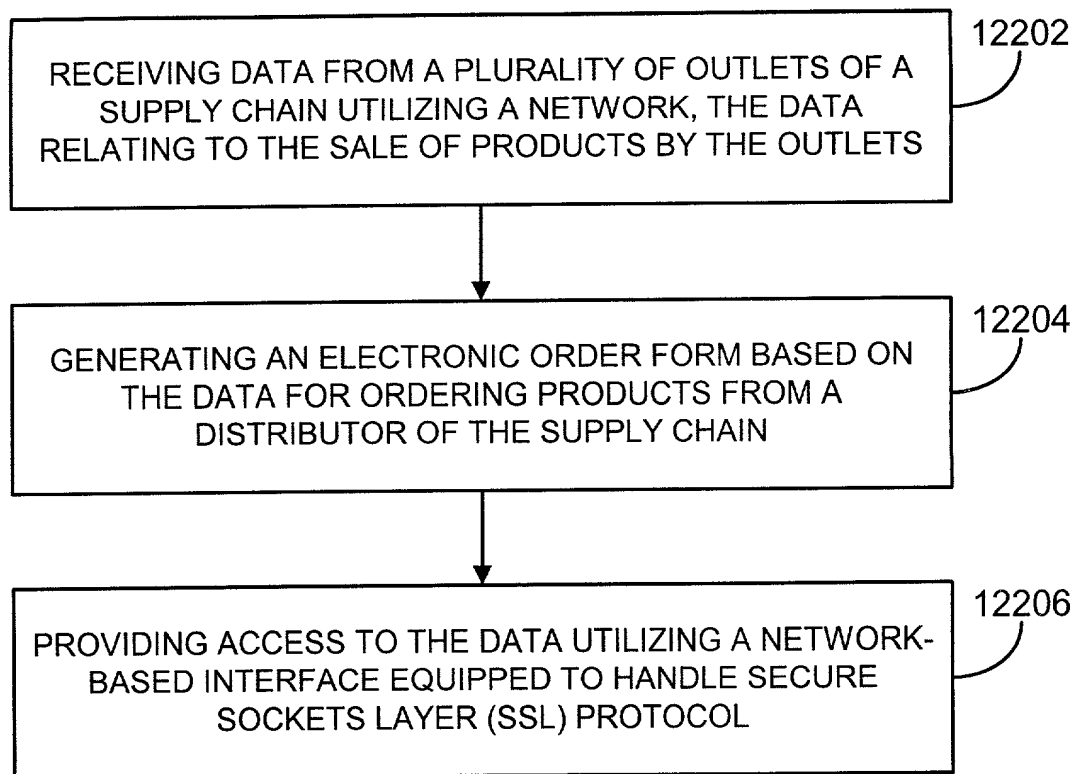 12202
RECEIVING DATA FROM A PLURALITY OF OUTLETS OF A
SUPPLY CHAIN UTILIZING A NETWORK, THE DATA
RELATING TO THE SALE OF PRODUCTS BY THE OUTLETS
12204
GENERATING AN ELECTRONIC ORDER FORM BASED ON
THE DATA FOR ORDERING PRODUCTS FROM A
DISTRIBUTOR OF THE SUPPLY CHAIN
12206
PROVIDING ACCESS TO THE DATA UTILIZING A NETWORK-
BASED INTERFACE EQUIPPED TO HANDLE SECURE
SOCKETS LAYER (SSL) PROTOCOL